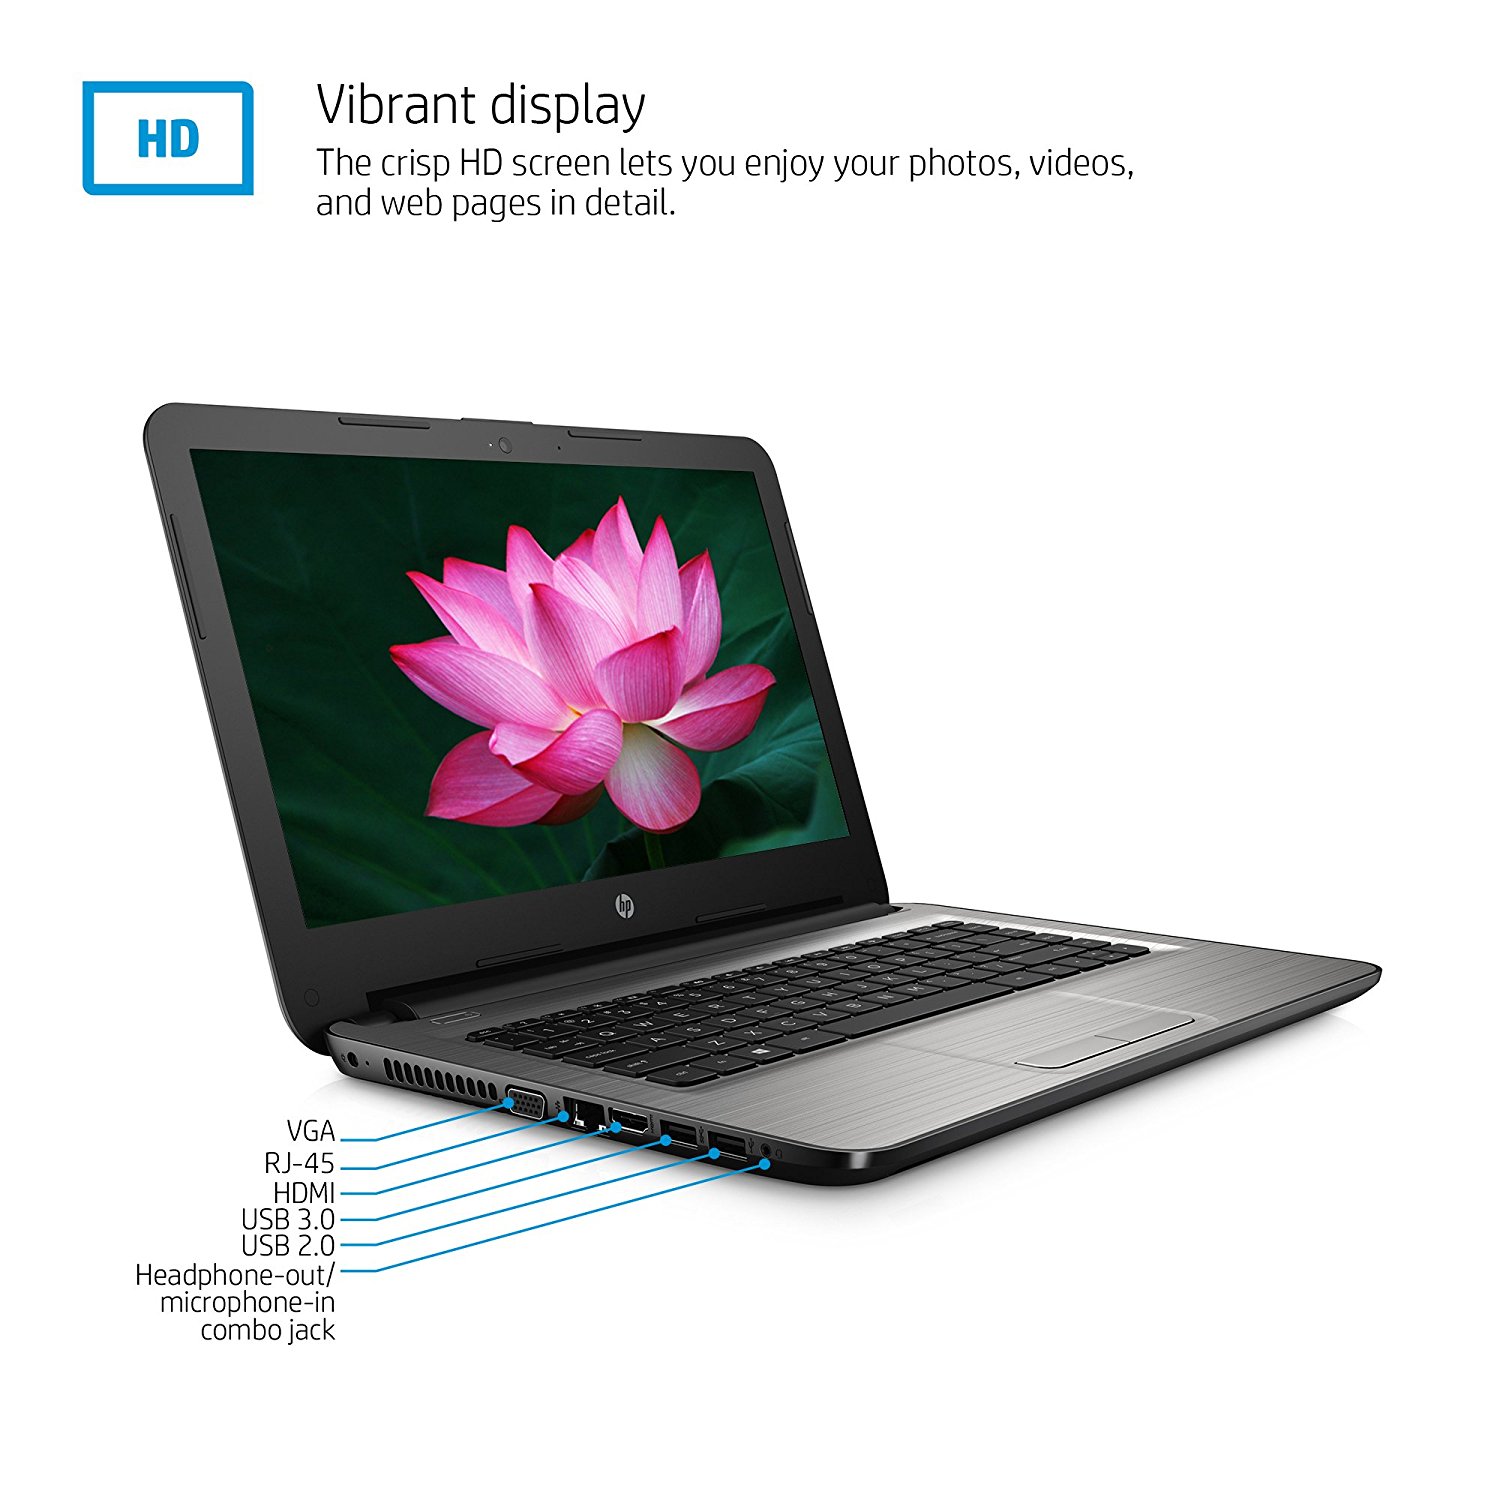 HD
Vibrant display
The crisp HD screen lets you enjoy your photos, videos,
and web pages in detail.
hp
VGA
RJ-45
HDMI
USB 3.0
USB 2.0
Headphone-out/
microphone-in
combo jack